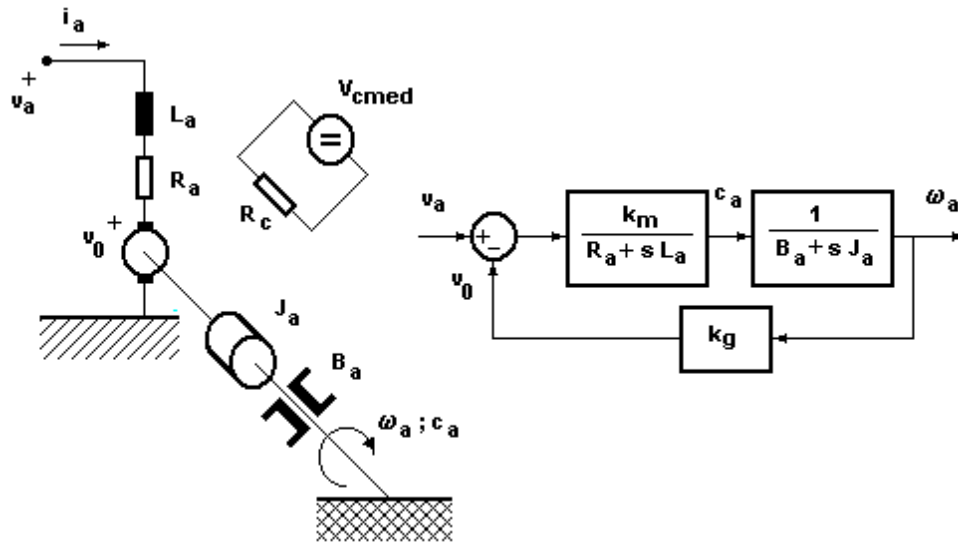 i_a
+
v_a
L_a
R_a
+
v_0
V_cmed
=
R_c
J_a
B_a
ω_a ; c_a
v_a
+
−
v_0
k_m
R_a + s L_a
c_a
1
B_a + s J_a
ω_a
k_g